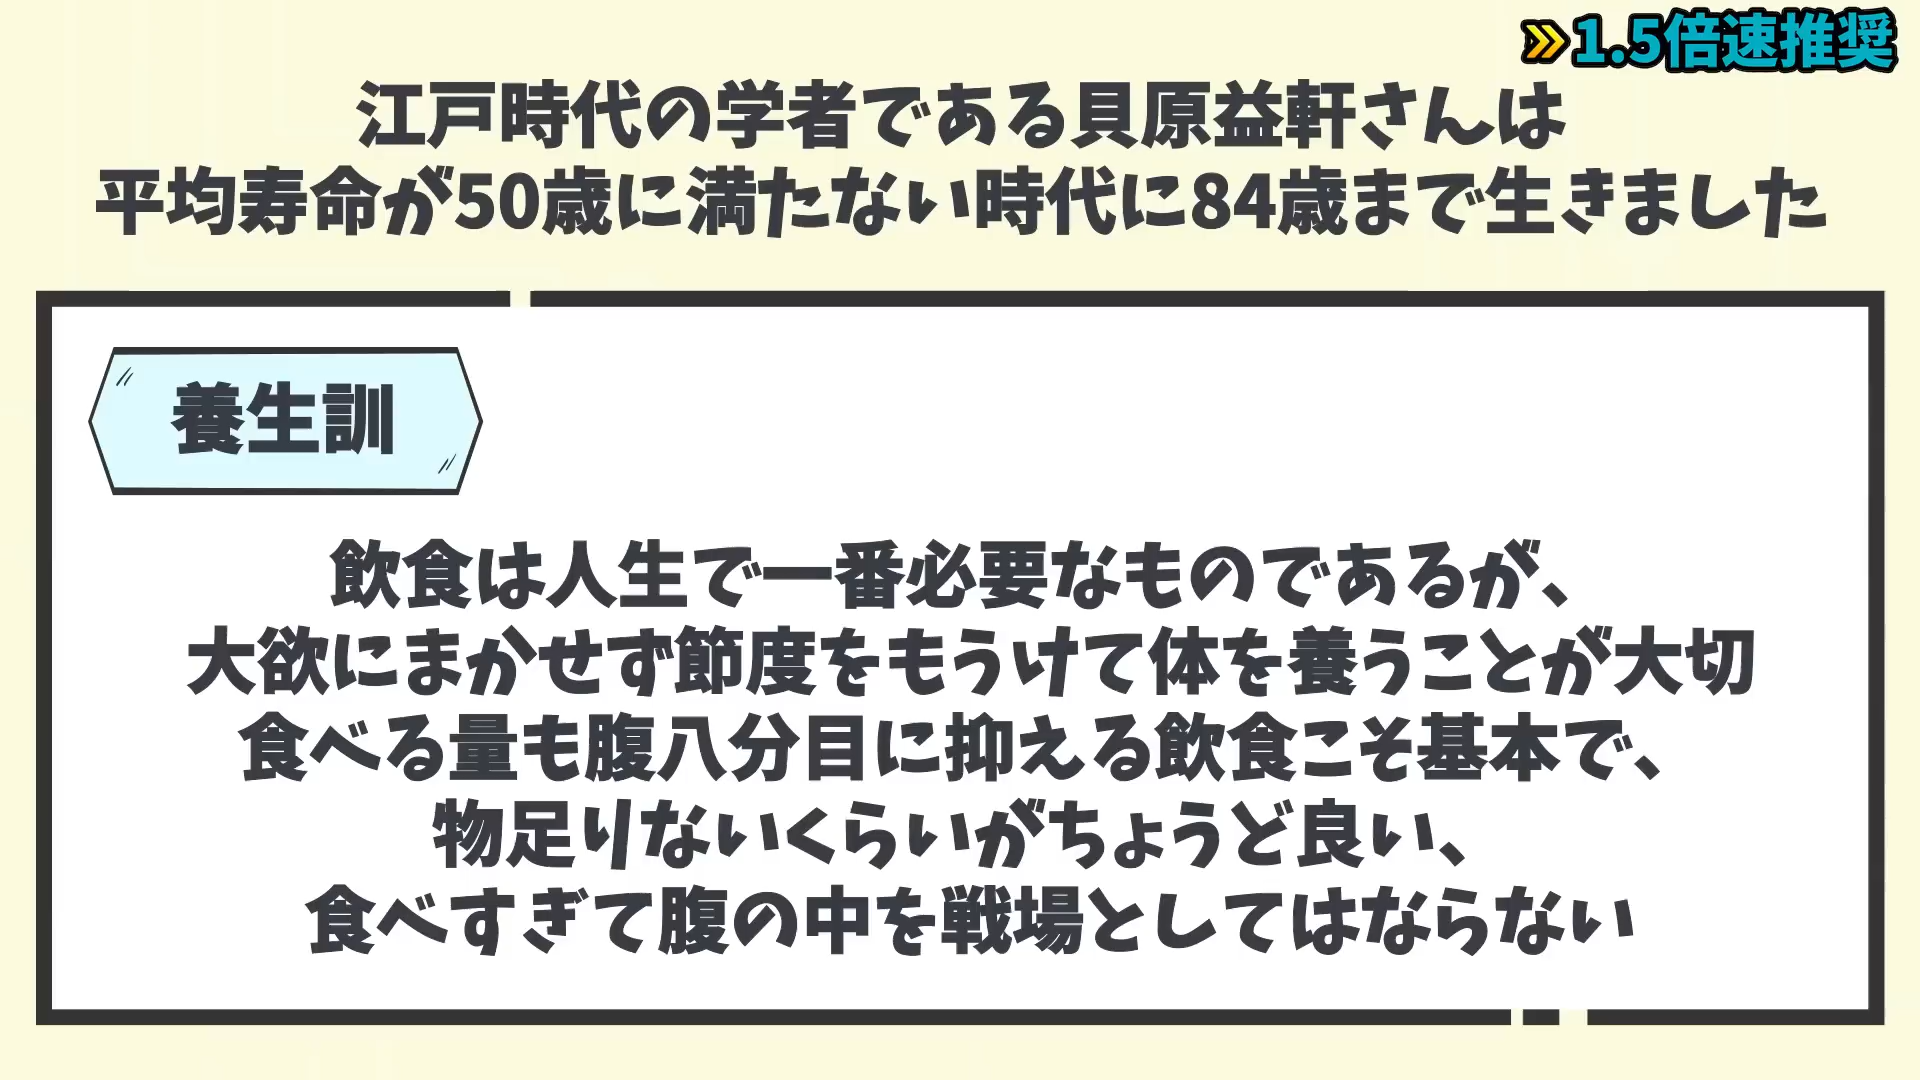 1.5倍速推奨
江戸時代の学者である貝原益軒さんは
平均寿命が50歳に満たない時代に84歳まで生きました
養生訓
飲食は人生で一番必要なものであるが、
大欲にまかせず節度をもうけて体を養うことが大切
食べる量も腹八分目に抑える飲食こそ基本で、
物足りないくらいがちょうど良い、
食べすぎて腹の中を戦場としてはならない